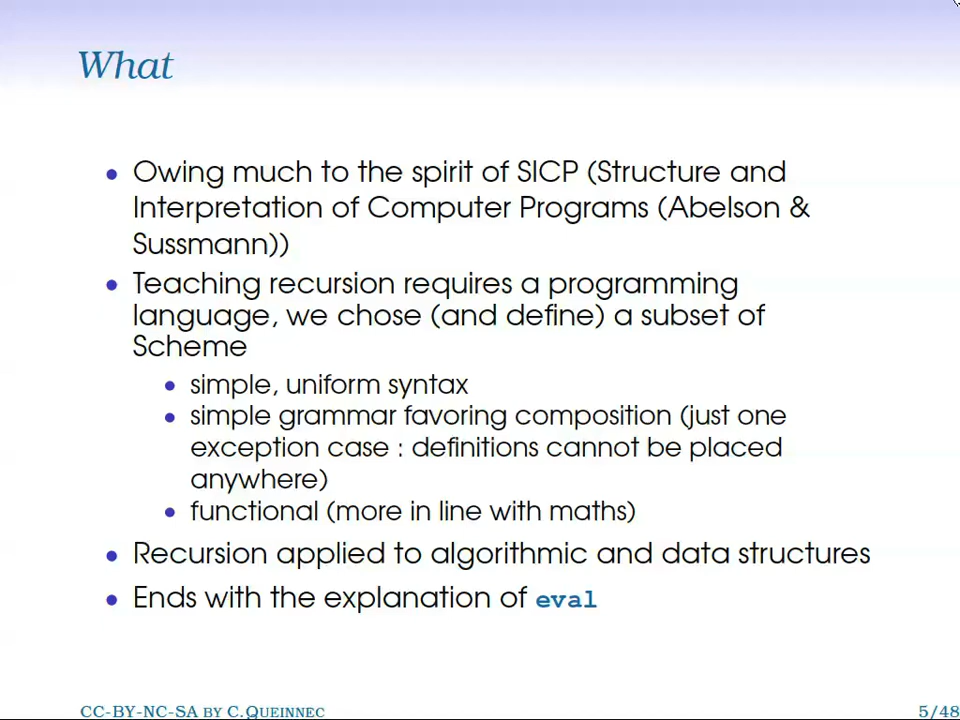 What
Owing much to the spirit of SICP (Structure and
Interpretation of Computer Programs (Abelson &
Sussmann))
Teaching recursion requires a programming
language, we chose (and define) a subset of
Scheme
simple, uniform syntax
simple grammar favoring composition (just one
exception case : definitions cannot be placed
anywhere)
functional (more in line with maths)
Recursion applied to algorithmic and data structures
Ends with the explanation of eval
CC-BY-NC-SA BY C.QUEINNEC
5/48